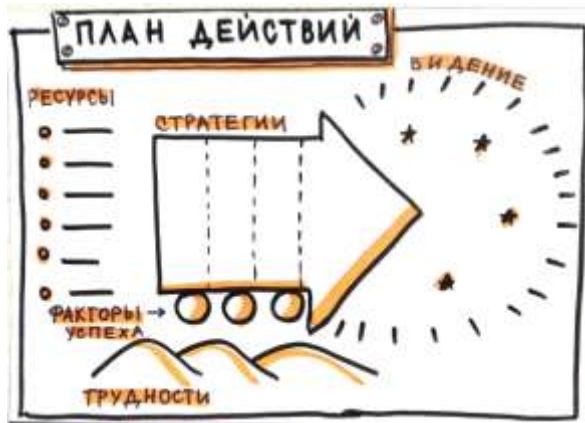 ПЛАН ДЕЙСТВИЙ
ВИДЕНИЕ
РЕСУРСЫ
СТРАТЕГИИ
ФАКТОРЫ →
УСПЕХА
ТРУДНОСТИ